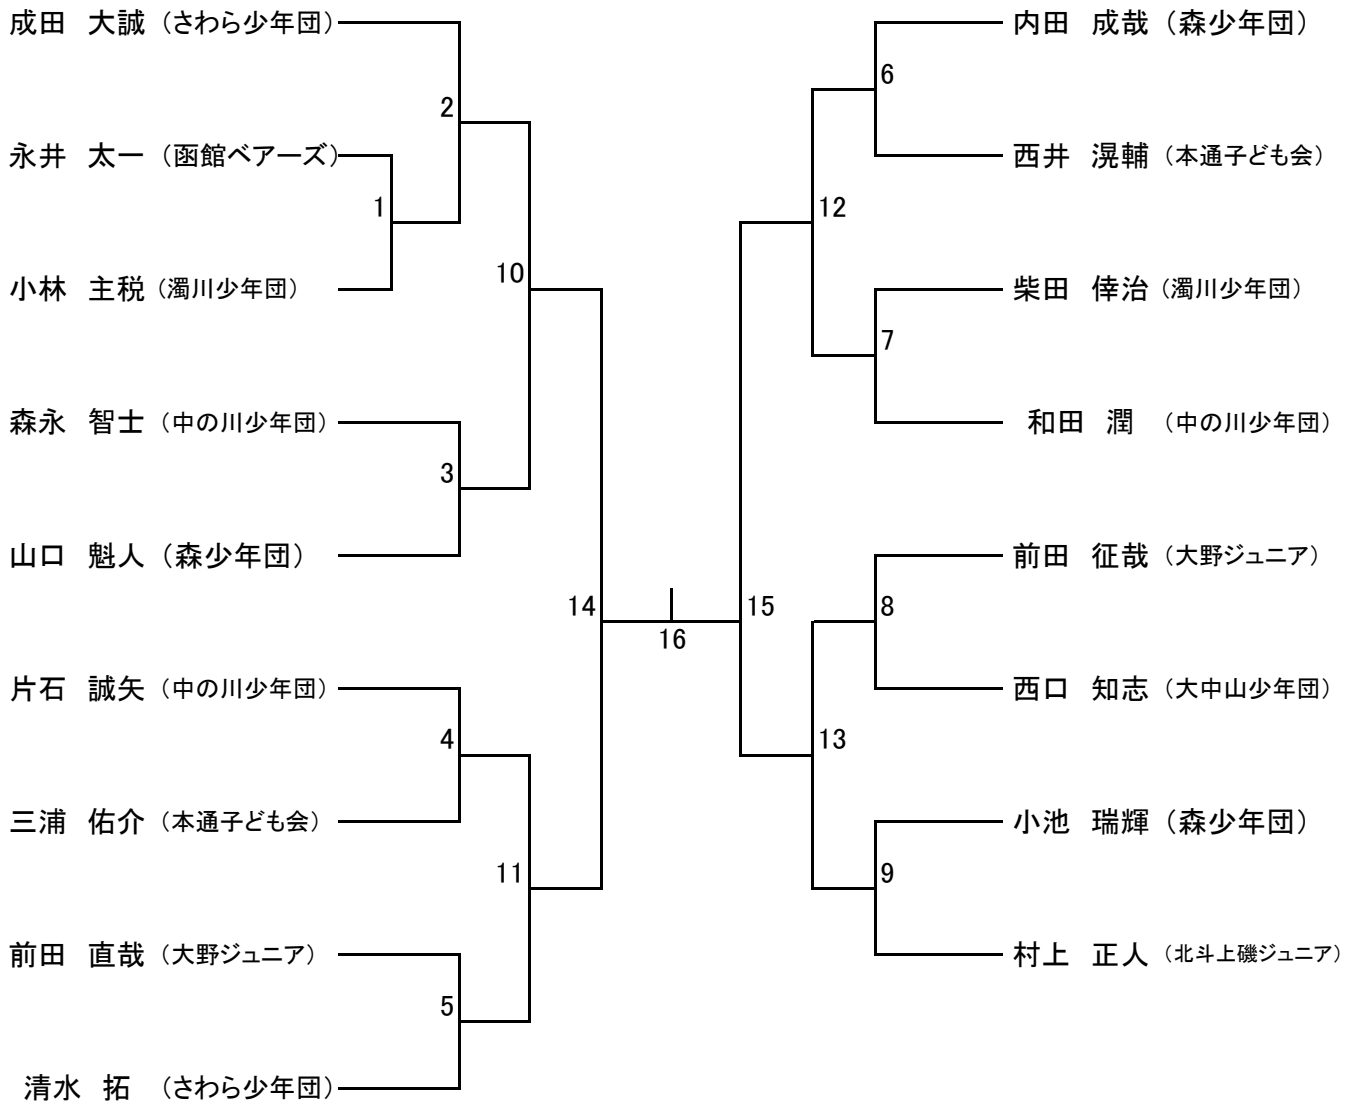 成田 大誠 (さわら少年団)
2
永井 太一 (函館ベアーズ)
1
小林 主税 (濁川少年団)
10
森永 智士 (中の川少年団)
3
山口 魁人 (森少年団)
14
片石 誠矢 (中の川少年団)
4
三浦 佑介 (本通子ども会)
11
前田 直哉 (大野ジュニア)
5
清水 拓 (さわら少年団)
16
内田 成哉 (森少年団)
6
西井 滉輔 (本通子ども会)
12
柴田 倖治 (濁川少年団)
7
和田 潤 (中の川少年団)
15
前田 征哉 (大野ジュニア)
8
西口 知志 (大中山少年団)
13
小池 瑞輝 (森少年団)
9
村上 正人 (北斗上磯ジュニア)